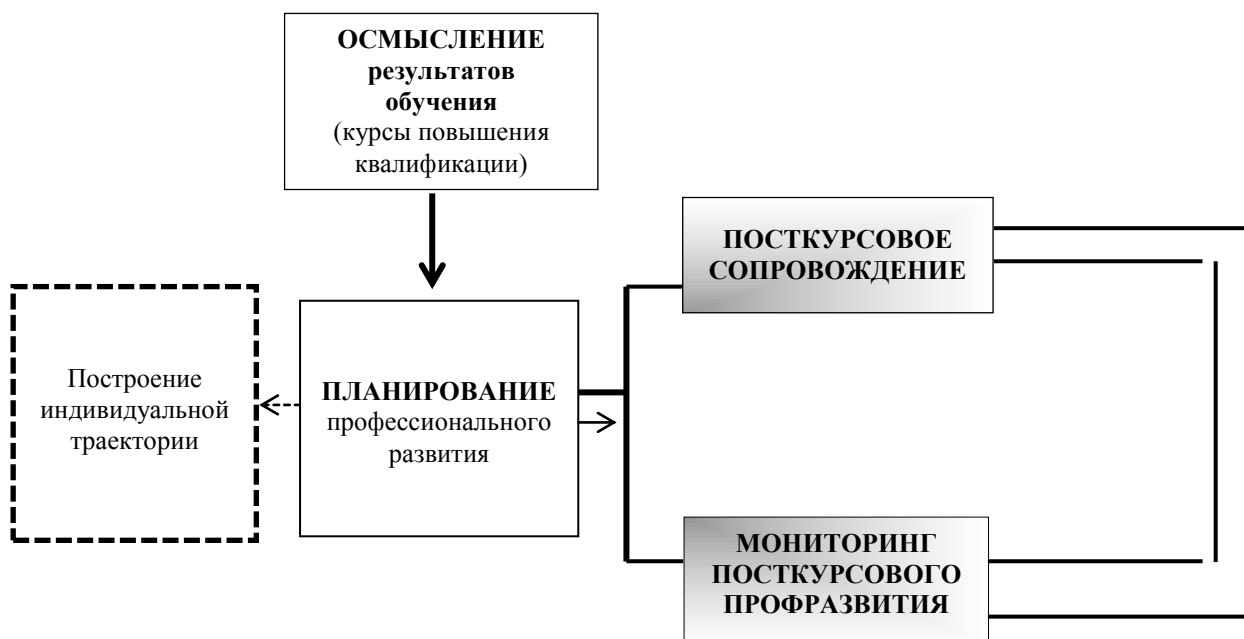 ОСМЫСЛЕНИЕ
результатов
обучения
(курсы повышения
квалификации)
ПОСТКУРСОВОЕ
СОПРОВОЖДЕНИЕ
Построение
индивидуальной
траектории
ПЛАНИРОВАНИЕ
профессионального
развития
МОНИТОРИНГ
ПОСТКУРСОВОГО
ПРОФРАЗВИТИЯ